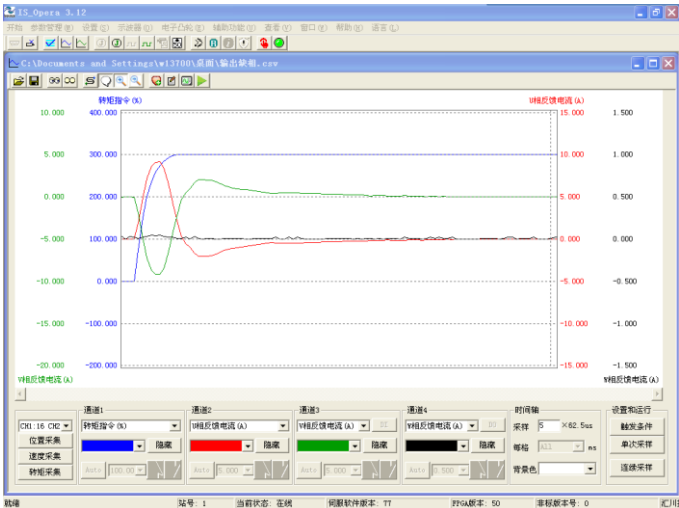 IS_Opera 3.12
开始 参数管理(P) 设置(S) 示波器(O) 电子凸轮(E) 辅助功能(F) 查看(V) 窗口(W) 帮助(H) 语言(L)
C:\Documents and Settings\w13700\桌面\输出缺相.csv
转矩指令(%) U相反馈电流(A)
10.000 400.000 15.000 1.500
5.000 300.000 10.000 1.000
0.000 200.000 5.000 0.500
-5.000 100.000 0.000 0.000
-10.000 0.000 -5.000 -0.500
-15.000 -100.000 -10.000 -1.000
-20.000 -200.000 -15.000 -1.500
V相反馈电流(A) W相反馈电流(A)
通道1 通道2 通道3 通道4 时间轴 设置和运行
CH1:16 CH2 转矩指令(%) U相反馈电流(A) V相反馈电流(A) W相反馈电流(A) 采样 5 ×62.5us 触发条件
位置采集 隐藏 隐藏 隐藏 隐藏 每格 All ms 单次采样
速度采集
转矩采集 Auto 100.00 Auto 5.000 Auto 5.000 Auto 0.500 背景色 连续采样
就绪 站号: 1 当前状态: 在线 伺服软件版本: 77 FPGA版本: 50 非标版本号: 0